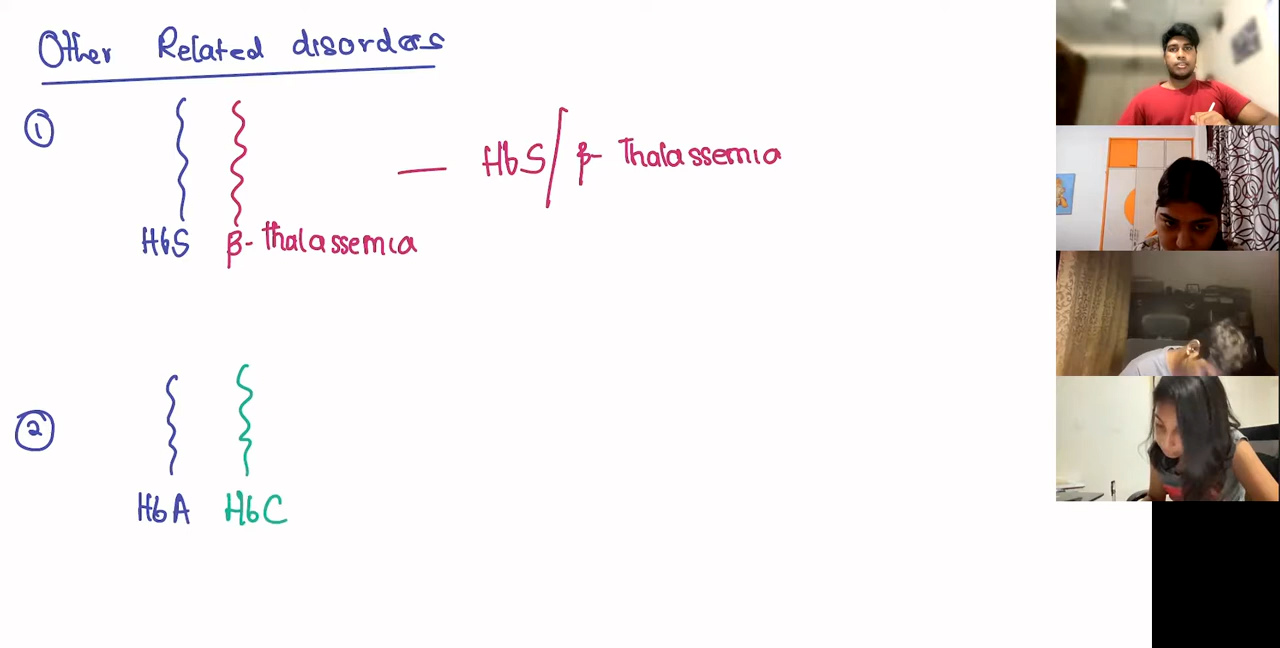 Other Related disorders
①
HbS/β-Thalassemia
HbS β-thalassemia
②
HbA HbC